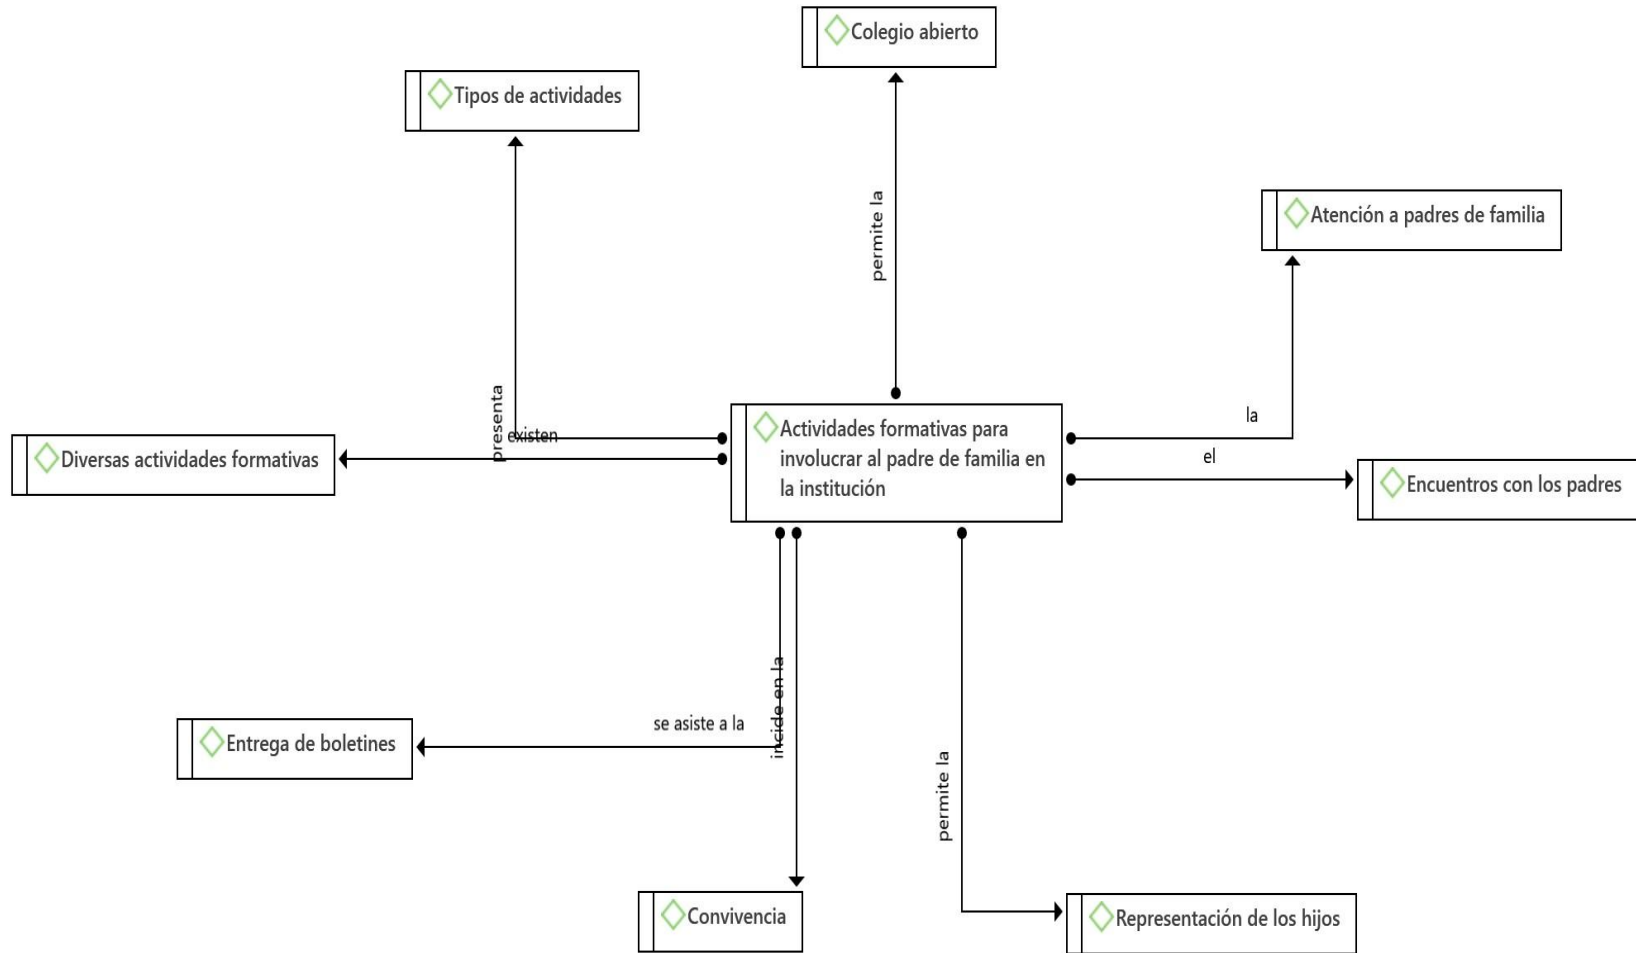 Colegio abierto
Tipos de actividades
permite la
Atención a padres de familia
presenta
existen
la
Actividades formativas para
involucrar al padre de familia en
la institución
Diversas actividades formativas
el
Encuentros con los padres
se asiste a la
incide en la
Entrega de boletines
permite la
Convivencia
Representación de los hijos